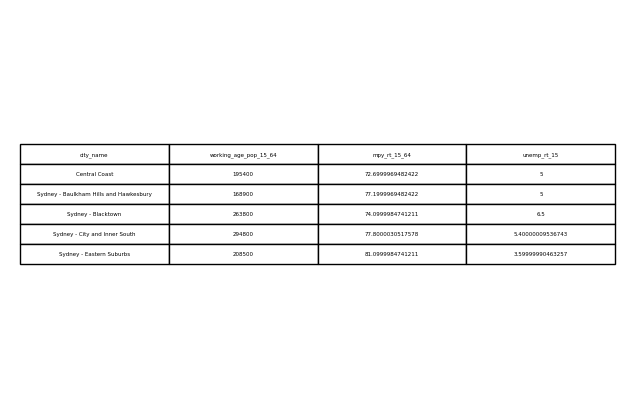 city_name working_age_pop_15_64 mpy_rt_15_64 unemp_rt_15
Central Coast 195400 72.6999969482422 5
Sydney - Baulkham Hills and Hawkesbury 168900 77.1999969482422 5
Sydney - Blacktown 263800 74.0999984741211 6.5
Sydney - City and Inner South 294800 77.8000030517578 5.40000009536743
Sydney - Eastern Suburbs 208500 81.0999984741211 3.59999990463257